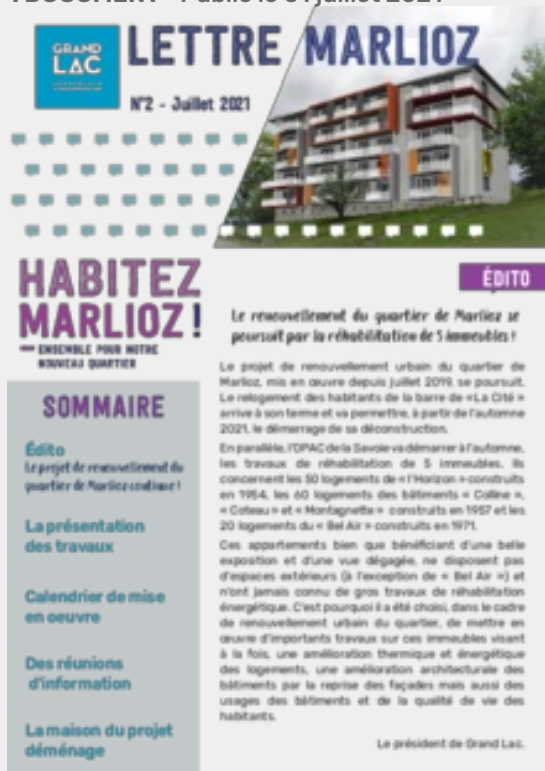 LETTRE MARLIOZ
GRAND
LAC
N°2 - Juillet 2021
HABITEZ
MARLIOZ !
ENSEMBLE POUR NOTRE
NOUVEAU QUARTIER
ÉDITO
Le renouvellement du quartier de Marlioz se
poursuit par la réhabilitation de 5 immeubles !
Le projet de renouvellement urbain du quartier de
Marlioz, mis en œuvre depuis juillet 2019, se poursuit.
Le relogement des habitants de la barre de «La Cité »
arrive à son terme et va permettre, à partir de l'automne
2021, le démarrage de sa déconstruction.
En parallèle, l'OPAC de la Savoie va démarrer à l'automne,
les travaux de réhabilitation de 5 immeubles. Ils
concernent les 50 logements de « l'Horizon » construits
en 1954, les 60 logements des bâtiments « Colline »,
« Coteau » et « Montagnette » construits en 1957 et les
20 logements du « Bel Air » construits en 1971.
Ces appartements bien que bénéficiant d'une belle
exposition et d'une vue dégagée, ne disposent pas
d'espaces extérieurs (à l'exception de « Bel Air ») et
n'ont jamais connu de gros travaux de réhabilitation
énergétique. C'est pourquoi il a été choisi, dans le cadre
de renouvellement urbain du quartier, de mettre en
œuvre d'importants travaux sur ces immeubles visant
à la fois, une amélioration thermique et énergétique
des logements, une amélioration architecturale des
bâtiments par la reprise des façades mais aussi des
usages des bâtiments et de la qualité de vie des
habitants.
Le président de Grand Lac.
SOMMAIRE
Édito
Le projet de renouvellement du
quartier de Marlioz continue !
La présentation
des travaux
Calendrier de mise
en oeuvre
Des réunions
d'information
La maison du projet
déménage